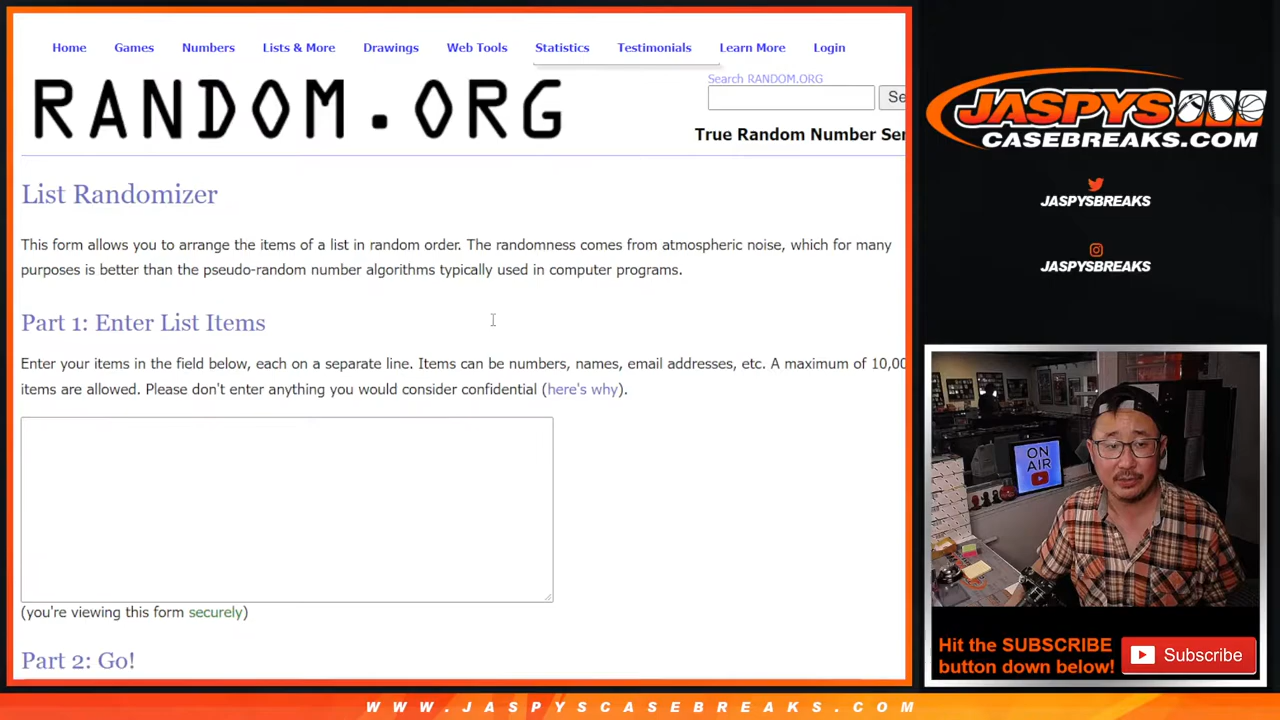 Home Games Numbers Lists & More Drawings Web Tools Statistics Testimonials Learn More Login
RANDOM.ORG
Search RANDOM.ORG
Se
True Random Number Ser
List Randomizer
This form allows you to arrange the items of a list in random order. The randomness comes from atmospheric noise, which for many
purposes is better than the pseudo-random number algorithms typically used in computer programs.
Part 1: Enter List Items
Enter your items in the field below, each on a separate line. Items can be numbers, names, email addresses, etc. A maximum of 10,00
items are allowed. Please don't enter anything you would consider confidential (here's why).
(you're viewing this form securely)
Part 2: Go!
JASPYS
CASEBREAKS.COM
JASPYSBREAKS
JASPYSBREAKS
ON
AIR
Hit the SUBSCRIBE
button down below!
Subscribe
WWW.JASPYSCASEBREAKS.COM